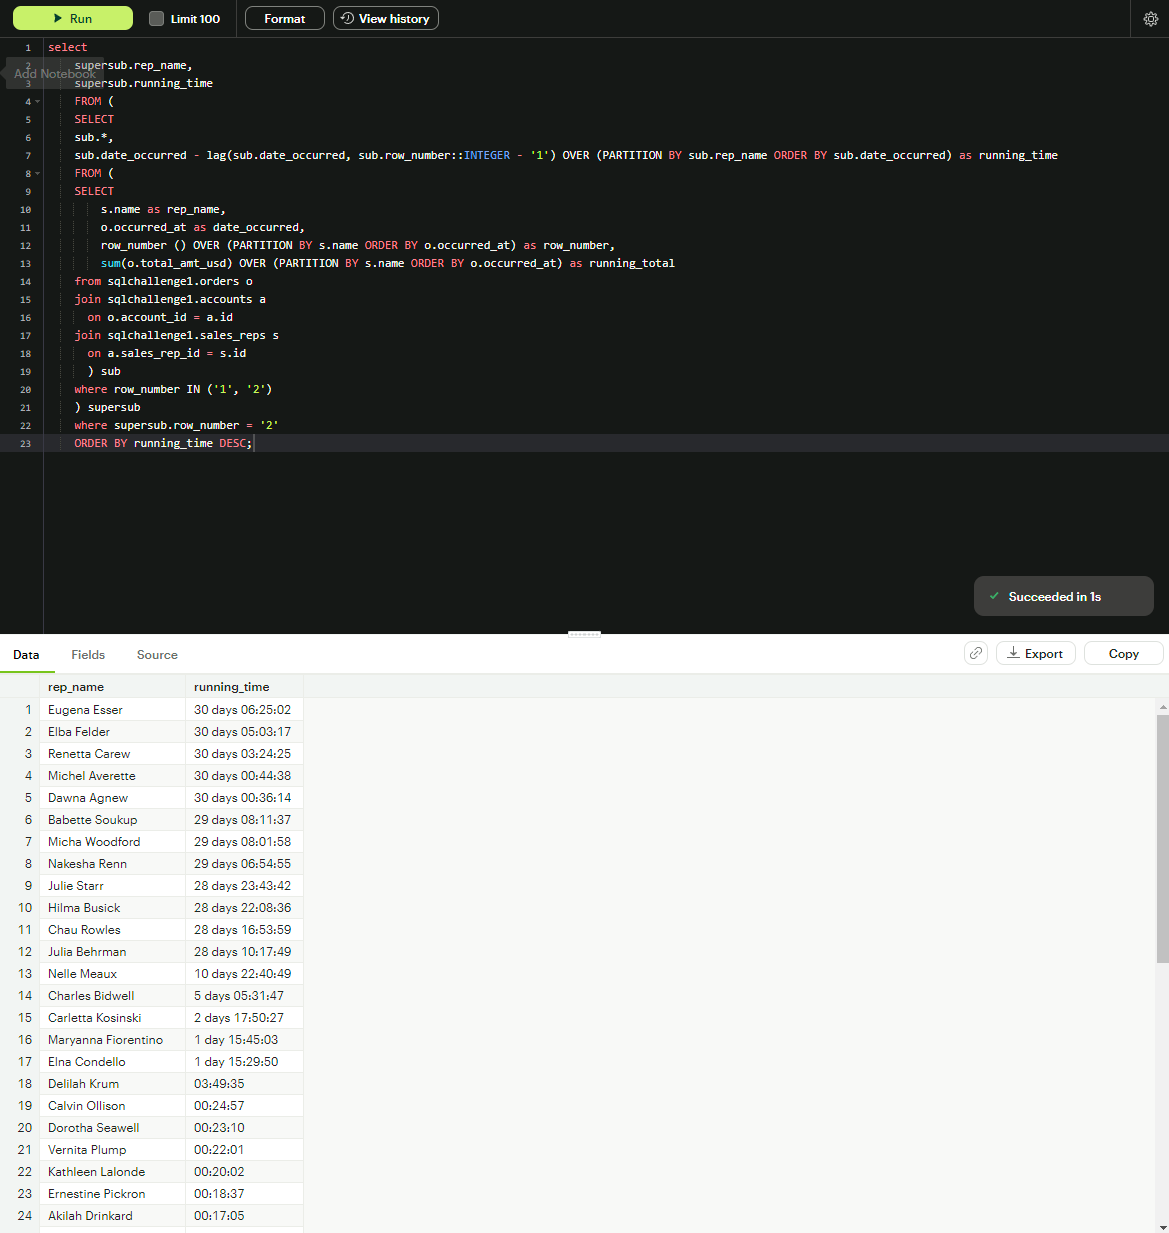 Run Limit 100 Format View history
1 select
2 supersub.rep_name,
Add Notebook
3 supersub.running_time
4 FROM (
5 SELECT
6 sub.*,
7 sub.date_occurred - lag(sub.date_occurred, sub.row_number::INTEGER - '1') OVER (PARTITION BY sub.rep_name ORDER BY sub.date_occurred) as running_time
8 FROM (
9 SELECT
10 s.name as rep_name,
11 o.occurred_at as date_occurred,
12 row_number () OVER (PARTITION BY s.name ORDER BY o.occurred_at) as row_number,
13 sum(o.total_amt_usd) OVER (PARTITION BY s.name ORDER BY o.occurred_at) as running_total
14 from sqlchallenge1.orders o
15 join sqlchallenge1.accounts a
16 on o.account_id = a.id
17 join sqlchallenge1.sales_reps s
18 on a.sales_rep_id = s.id
19 ) sub
20 where row_number IN ('1', '2')
21 ) supersub
22 where supersub.row_number = '2'
23 ORDER BY running_time DESC;
Succeeded in 1s
Data Fields Source Export Copy
rep_name running_time
1 Eugena Esser 30 days 06:25:02
2 Elba Felder 30 days 05:03:17
3 Renetta Carew 30 days 03:24:25
4 Michel Averette 30 days 00:44:38
5 Dawna Agnew 30 days 00:36:14
6 Babette Soukup 29 days 08:11:37
7 Micha Woodford 29 days 08:01:58
8 Nakesha Renn 29 days 06:54:55
9 Julie Starr 28 days 23:43:42
10 Hilma Busick 28 days 22:08:36
11 Chau Rowles 28 days 16:53:59
12 Julia Behrman 28 days 10:17:49
13 Nelle Meaux 10 days 22:40:49
14 Charles Bidwell 5 days 05:31:47
15 Carletta Kosinski 2 days 17:50:27
16 Maryanna Fiorentino 1 day 15:45:03
17 Elna Condello 1 day 15:29:50
18 Delilah Krum 03:49:35
19 Calvin Ollison 00:24:57
20 Dorotha Seawell 00:23:10
21 Vernita Plump 00:22:01
22 Kathleen Lalonde 00:20:02
23 Ernestine Pickron 00:18:37
24 Akilah Drinkard 00:17:05